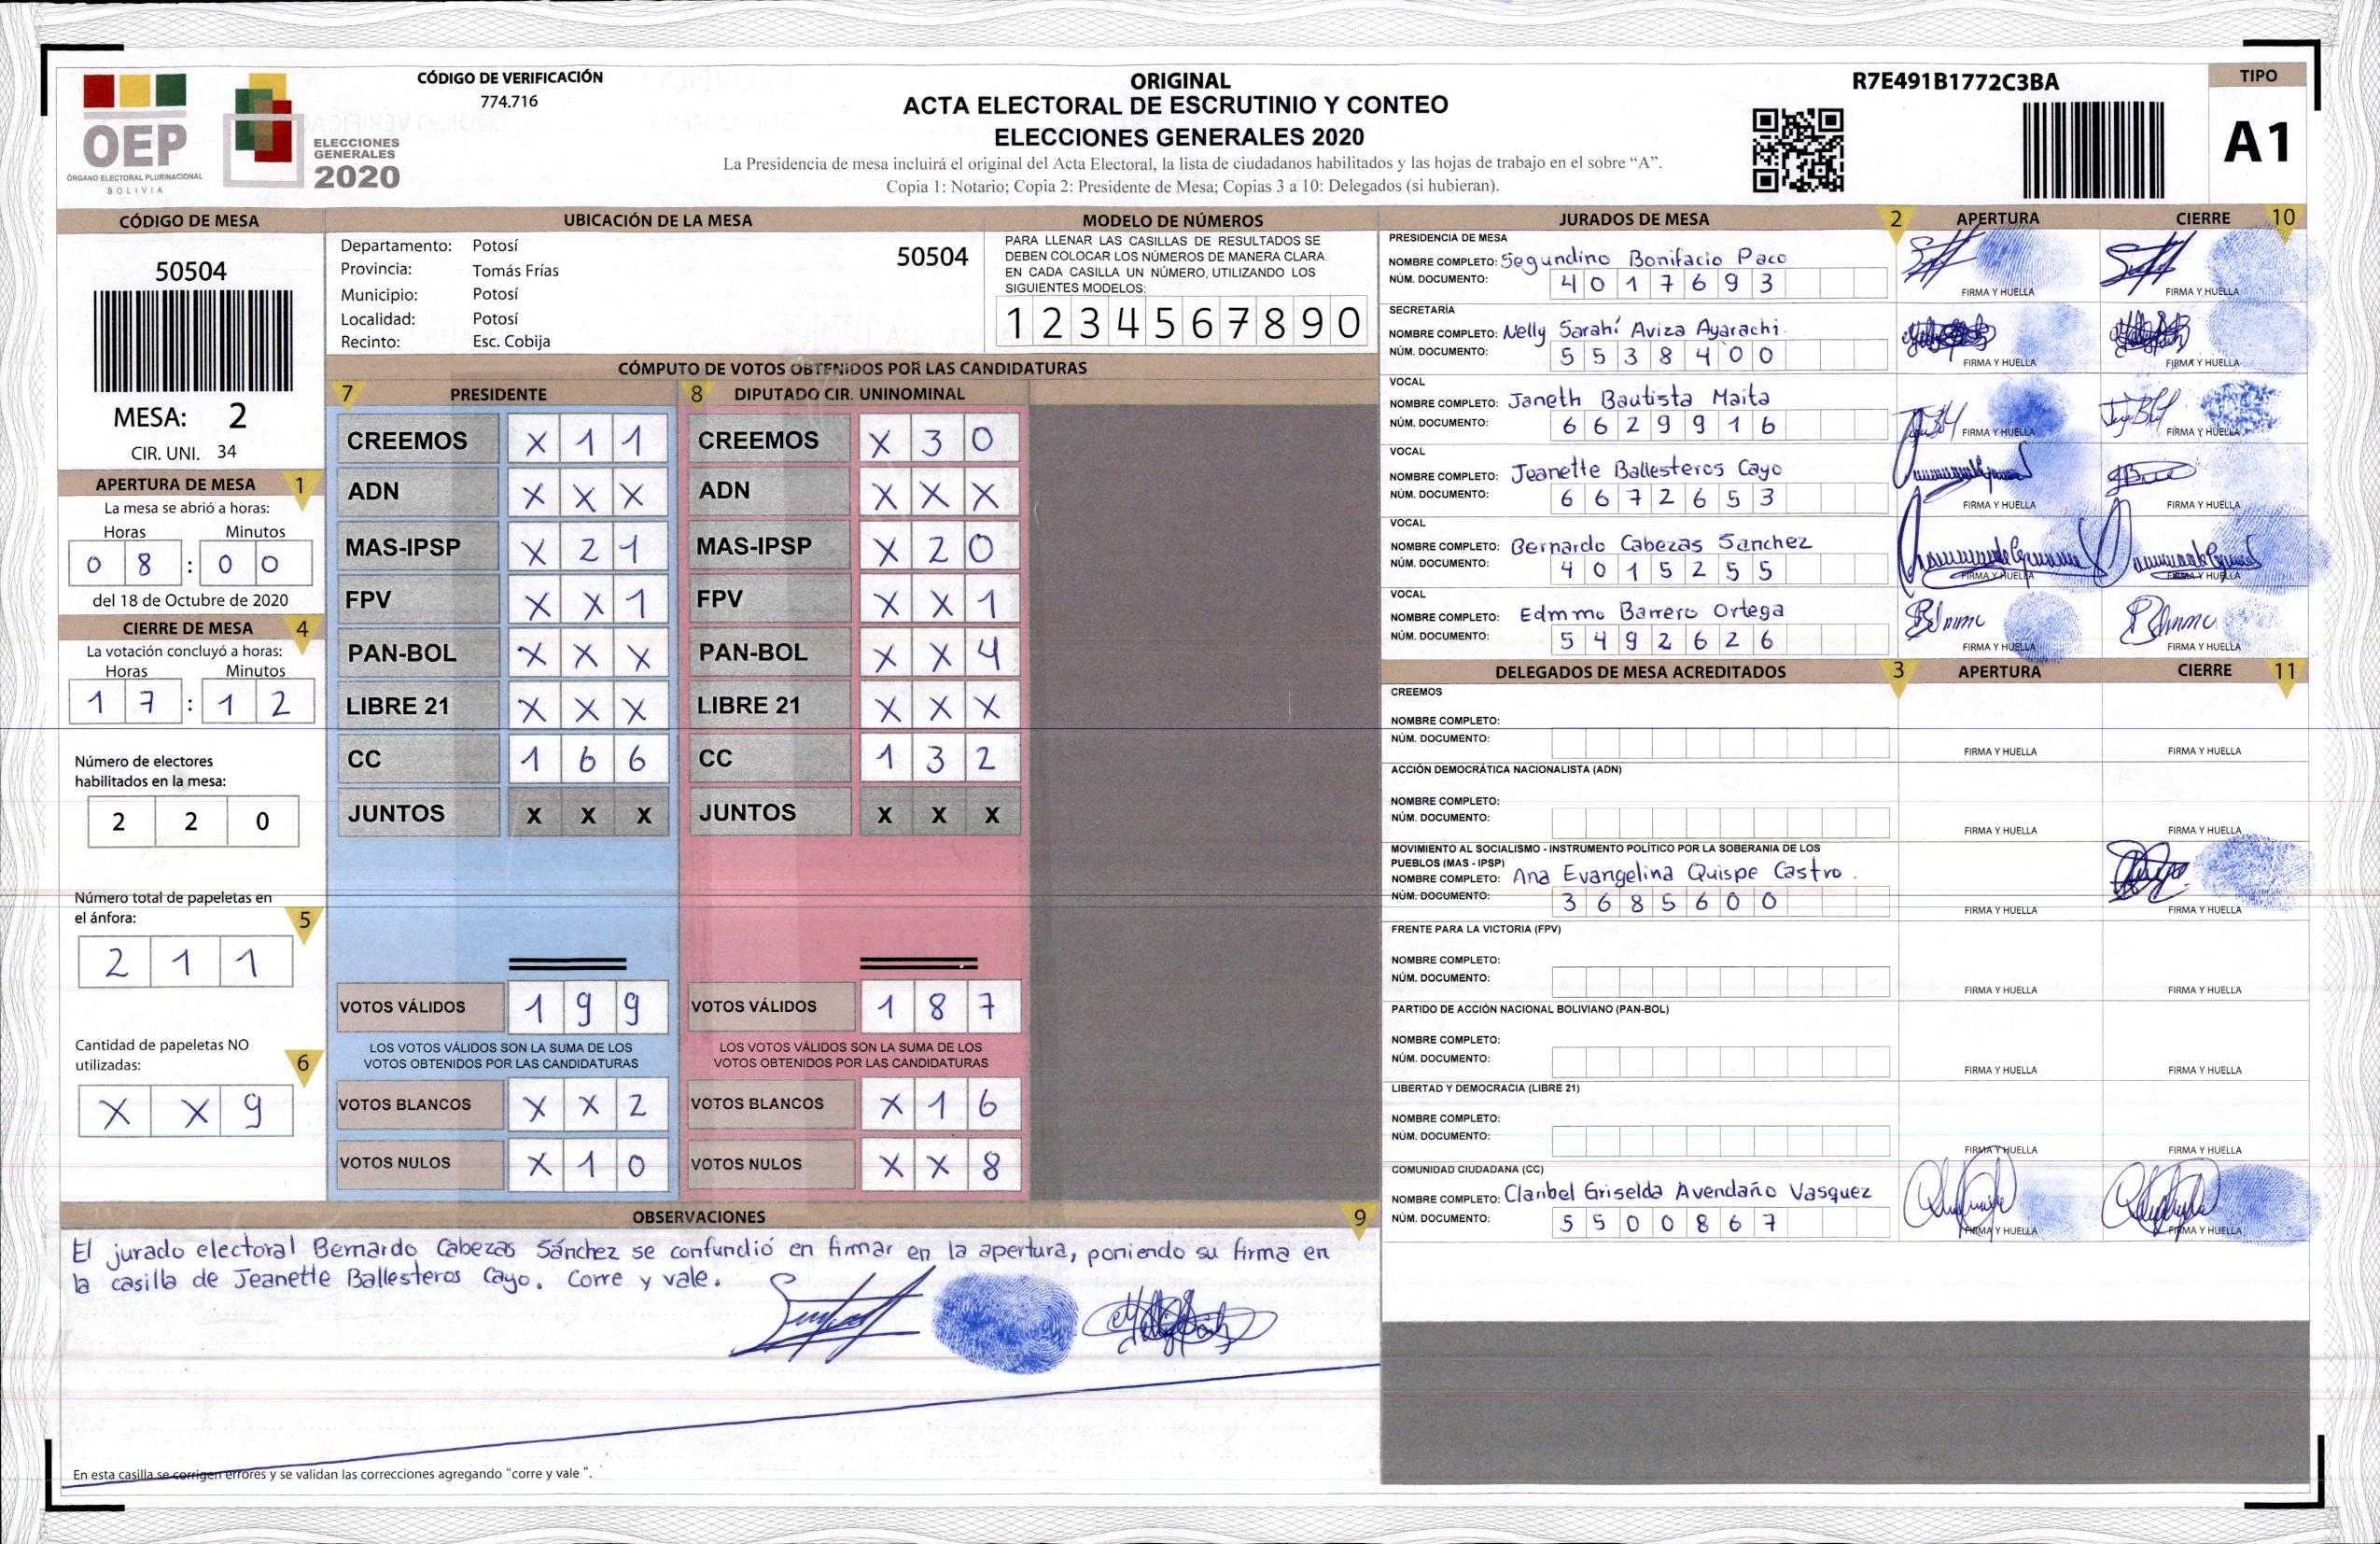 OEP
ÓRGANO ELECTORAL PLURINACIONAL
BOLIVIA
ELECCIONES
GENERALES
2020
CÓDIGO DE VERIFICACIÓN
774.716
ORIGINAL
ACTA ELECTORAL DE ESCRUTINIO Y CONTEO
ELECCIONES GENERALES 2020
La Presidencia de mesa incluirá el original del Acta Electoral, la lista de ciudadanos habilitados y las hojas de trabajo en el sobre “A”.
Copia 1: Notario; Copia 2: Presidente de Mesa; Copias 3 a 10: Delegados (si hubieran).
R7E491B1772C3BA
TIPO
A1
CÓDIGO DE MESA
50504
MESA: 2
CIR. UNI. 34
APERTURA DE MESA 1
La mesa se abrió a horas:
Horas Minutos
0 8 : 0 0
del 18 de Octubre de 2020
CIERRE DE MESA 4
La votación concluyó a horas:
Horas Minutos
1 7 : 1 2
Número de electores
habilitados en la mesa:
2 2 0
Número total de papeletas en
el ánfora: 5
2 1 1
Cantidad de papeletas NO
utilizadas: 6
X X 9
UBICACIÓN DE LA MESA
Departamento: Potosí
50504
Provincia: Tomás Frías
Municipio: Potosí
Localidad: Potosí
Recinto: Esc. Cobija
MODELO DE NÚMEROS
PARA LLENAR LAS CASILLAS DE RESULTADOS SE
DEBEN COLOCAR LOS NÚMEROS DE MANERA CLARA.
EN CADA CASILLA UN NÚMERO, UTILIZANDO LOS
SIGUIENTES MODELOS:
1 2 3 4 5 6 7 8 9 0
CÓMPUTO DE VOTOS OBTENIDOS POR LAS CANDIDATURAS
7 PRESIDENTE
CREEMOS X 1 1
ADN X X X
MAS-IPSP X 2 1
FPV X X 1
PAN-BOL X X X
LIBRE 21 X X X
CC 1 6 6
JUNTOS X X X
VOTOS VÁLIDOS 1 9 9
LOS VOTOS VÁLIDOS SON LA SUMA DE LOS
VOTOS OBTENIDOS POR LAS CANDIDATURAS
VOTOS BLANCOS X X 2
VOTOS NULOS X 1 0
8 DIPUTADO CIR. UNINOMINAL
CREEMOS X 3 0
ADN X X X
MAS-IPSP X 2 0
FPV X X 1
PAN-BOL X X 4
LIBRE 21 X X X
CC 1 3 2
JUNTOS X X X
VOTOS VÁLIDOS 1 8 7
LOS VOTOS VÁLIDOS SON LA SUMA DE LOS
VOTOS OBTENIDOS POR LAS CANDIDATURAS
VOTOS BLANCOS X 1 6
VOTOS NULOS X X 8
OBSERVACIONES 9
El jurado electoral Bernardo Cabezas Sánchez se confundió en firmar en la apertura, poniendo su firma en
la casilla de Jeanette Ballesteros Cayo. Corre y vale.
En esta casilla se corrigen errores y se validan las correcciones agregando “corre y vale ”.
JURADOS DE MESA 2 APERTURA CIERRE 10
PRESIDENCIA DE MESA
NOMBRE COMPLETO: Segundino Bonifacio Paco
NÚM. DOCUMENTO: 4 0 1 7 6 9 3
FIRMA Y HUELLA FIRMA Y HUELLA
SECRETARÍA
NOMBRE COMPLETO: Nelly Sarahí Aviza Ayarachi.
NÚM. DOCUMENTO: 5 5 3 8 4 0 0
FIRMA Y HUELLA FIRMA Y HUELLA
VOCAL
NOMBRE COMPLETO: Janeth Bautista Maita
NÚM. DOCUMENTO: 6 6 2 9 9 1 6
FIRMA Y HUELLA FIRMA Y HUELLA
VOCAL
NOMBRE COMPLETO: Jeanette Ballesteros Cayo
NÚM. DOCUMENTO: 6 6 7 2 6 5 3
FIRMA Y HUELLA FIRMA Y HUELLA
VOCAL
NOMBRE COMPLETO: Bernardo Cabezas Sanchez
NÚM. DOCUMENTO: 4 0 1 5 2 5 5
FIRMA Y HUELLA FIRMA Y HUELLA
VOCAL
NOMBRE COMPLETO: Edmmo Barrero Ortega
NÚM. DOCUMENTO: 5 4 9 2 6 2 6
FIRMA Y HUELLA FIRMA Y HUELLA
DELEGADOS DE MESA ACREDITADOS 3 APERTURA CIERRE 11
CREEMOS
NOMBRE COMPLETO:
NÚM. DOCUMENTO:
FIRMA Y HUELLA FIRMA Y HUELLA
ACCIÓN DEMOCRÁTICA NACIONALISTA (ADN)
NOMBRE COMPLETO:
NÚM. DOCUMENTO:
FIRMA Y HUELLA FIRMA Y HUELLA
MOVIMIENTO AL SOCIALISMO - INSTRUMENTO POLÍTICO POR LA SOBERANIA DE LOS
PUEBLOS (MAS - IPSP)
NOMBRE COMPLETO: Ana Evangelina Quispe Castro.
NÚM. DOCUMENTO: 3 6 8 5 6 0 0
FIRMA Y HUELLA FIRMA Y HUELLA
FRENTE PARA LA VICTORIA (FPV)
NOMBRE COMPLETO:
NÚM. DOCUMENTO:
FIRMA Y HUELLA FIRMA Y HUELLA
PARTIDO DE ACCIÓN NACIONAL BOLIVIANO (PAN-BOL)
NOMBRE COMPLETO:
NÚM. DOCUMENTO:
FIRMA Y HUELLA FIRMA Y HUELLA
LIBERTAD Y DEMOCRACIA (LIBRE 21)
NOMBRE COMPLETO:
NÚM. DOCUMENTO:
FIRMA Y HUELLA FIRMA Y HUELLA
COMUNIDAD CIUDADANA (CC)
NOMBRE COMPLETO: Claribel Griselda Avendaño Vasquez
NÚM. DOCUMENTO: 5 5 0 0 8 6 7
FIRMA Y HUELLA FIRMA Y HUELLA